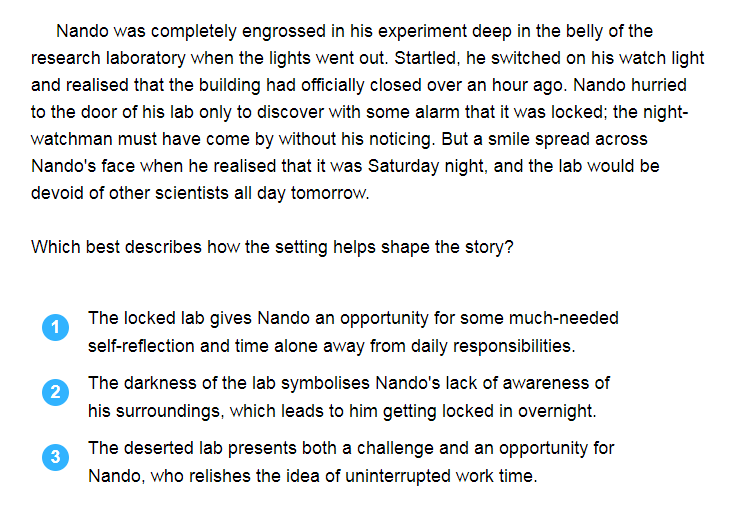 Nando was completely engrossed in his experiment deep in the belly of the
research laboratory when the lights went out. Startled, he switched on his watch light
and realised that the building had officially closed over an hour ago. Nando hurried
to the door of his lab only to discover with some alarm that it was locked; the night-
watchman must have come by without his noticing. But a smile spread across
Nando's face when he realised that it was Saturday night, and the lab would be
devoid of other scientists all day tomorrow.
Which best describes how the setting helps shape the story?
1 The locked lab gives Nando an opportunity for some much-needed
self-reflection and time alone away from daily responsibilities.
2 The darkness of the lab symbolises Nando's lack of awareness of
his surroundings, which leads to him getting locked in overnight.
3 The deserted lab presents both a challenge and an opportunity for
Nando, who relishes the idea of uninterrupted work time.